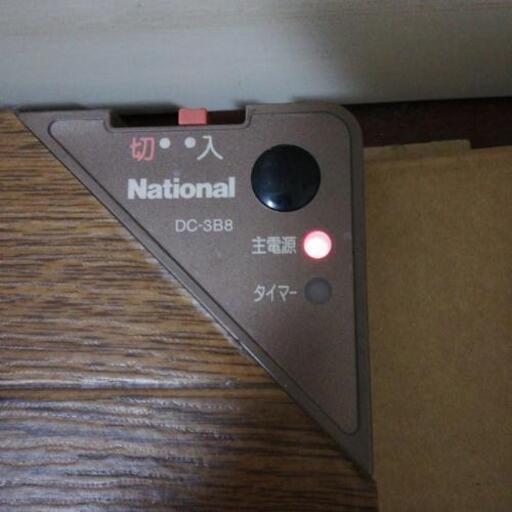 切 入
National
DC-3B8
主電源
タイマー